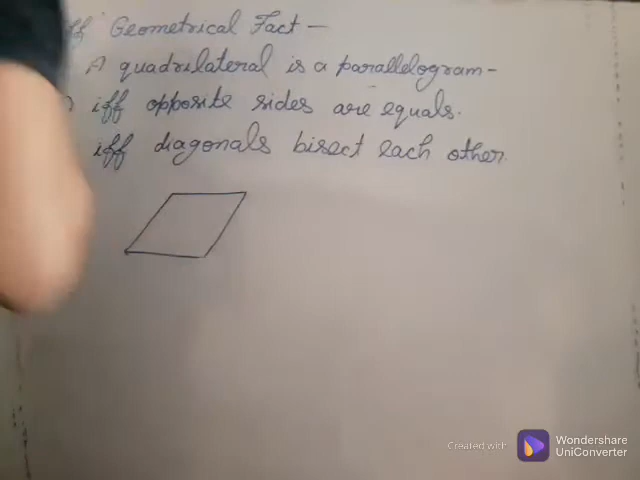 Geometrical Fact -
A quadrilateral is a parallelogram -
iff opposite sides are equals.
iff diagonals bisect each other.
Created with Wondershare UniConverter